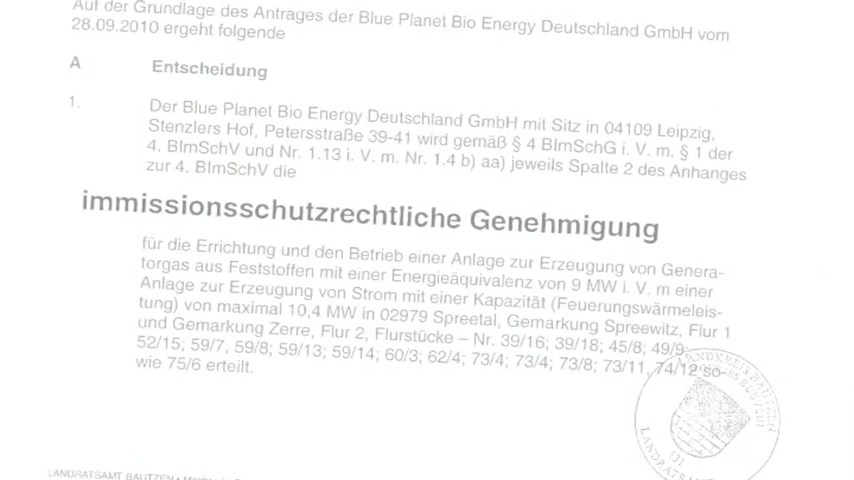 Auf der Grundlage des Antrages der Blue Planet Bio Energy Deutschland GmbH vom
28.09.2010 ergeht folgende
A Entscheidung
1. Der Blue Planet Bio Energy Deutschland GmbH mit Sitz in 04109 Leipzig,
Stenzlers Hof, Petersstraße 39-41 wird gemäß § 4 BImSchG i. V. m. § 1 der
4. BImSchV und Nr. 1.13 i. V. m. Nr. 1.4 b) aa) jeweils Spalte 2 des Anhanges
zur 4. BImSchV die
immissionsschutzrechtliche Genehmigung
für die Errichtung und den Betrieb einer Anlage zur Erzeugung von Genera-
torgas aus Feststoffen mit einer Energieäquivalenz von 9 MW i. V. m einer
Anlage zur Erzeugung von Strom mit einer Kapazität (Feuerungswärmeleis-
tung) von maximal 10,4 MW in 02979 Spreetal, Gemarkung Spreewitz, Flur 1
und Gemarkung Zerre, Flur 2, Flurstücke – Nr. 39/16; 39/18; 45/8; 49/9;
52/15; 59/7, 59/8; 59/13; 59/14; 60/3; 62/4; 73/4; 73/4; 73/8; 73/11, 74/12 so-
wie 75/6 erteilt.
LANDKREIS BAUTZEN
LANDRATSAMT
131
LANDRATSAMT BAUTZEN •